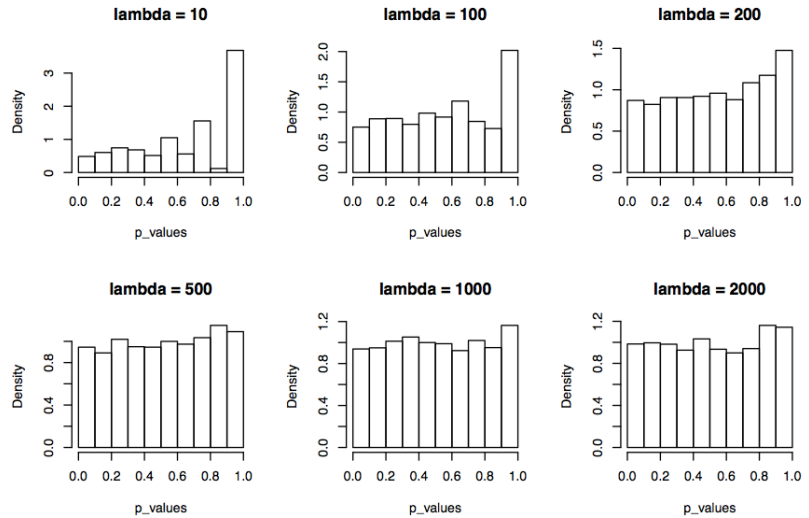 lambda = 10
Density
0 1 2 3
0.0 0.2 0.4 0.6 0.8 1.0
p_values
lambda = 100
Density
0.0 0.5 1.0 1.5 2.0
0.0 0.2 0.4 0.6 0.8 1.0
p_values
lambda = 200
Density
0.0 0.5 1.0 1.5
0.0 0.2 0.4 0.6 0.8 1.0
p_values
lambda = 500
Density
0.0 0.4 0.8
0.0 0.2 0.4 0.6 0.8 1.0
p_values
lambda = 1000
Density
0.0 0.4 0.8 1.2
0.0 0.2 0.4 0.6 0.8 1.0
p_values
lambda = 2000
Density
0.0 0.4 0.8 1.2
0.0 0.2 0.4 0.6 0.8 1.0
p_values